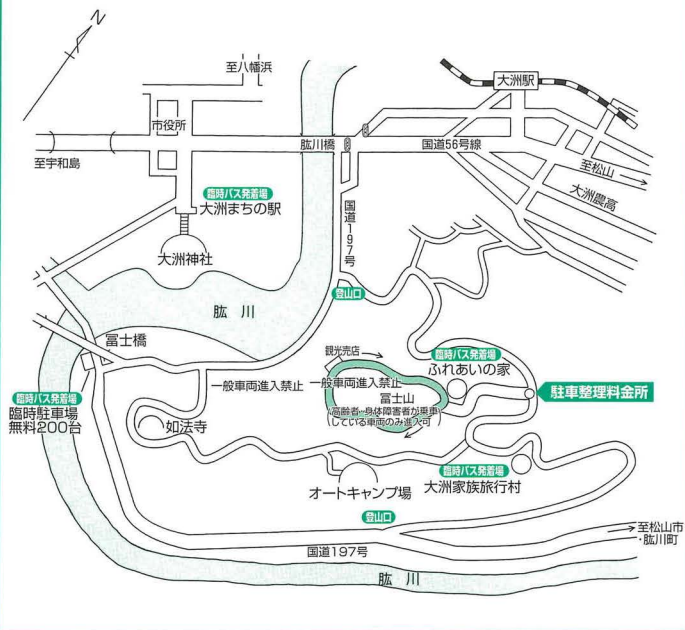 N
至八幡浜
大洲駅
市役所
肱川橋
国道56号線
至宇和島
至松山
大洲農高
臨時バス発着場
大洲まちの駅
国道197号
大洲神社
登山口
肱川
冨士橋
観光売店
臨時バス発着場
ふれあいの家
一般車両進入禁止
一般車両進入禁止
冨士山
(高齢者・身体障害者が乗車
している車両のみ進入可)
駐車整理料金所
臨時バス発着場
臨時駐車場
無料200台
如法寺
臨時バス発着場
大洲家族旅行村
オートキャンプ場
登山口
国道197号
至松山市
・肱川町
肱川